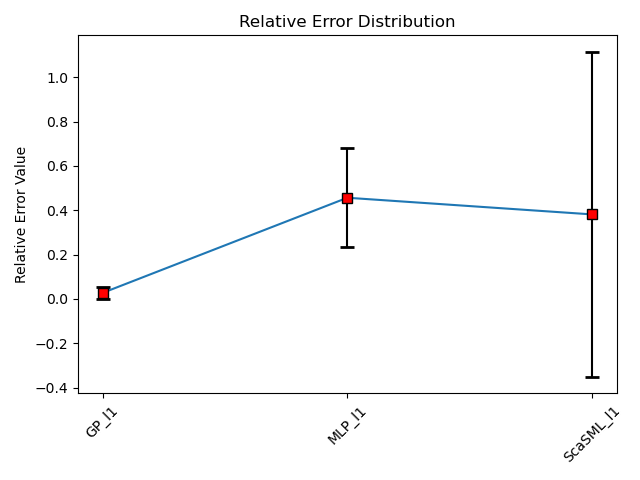 Relative Error Distribution
Relative Error Value
1.0
0.8
0.6
0.4
0.2
0.0
−0.2
−0.4
GP_l1
MLP_l1
ScaSML_l1